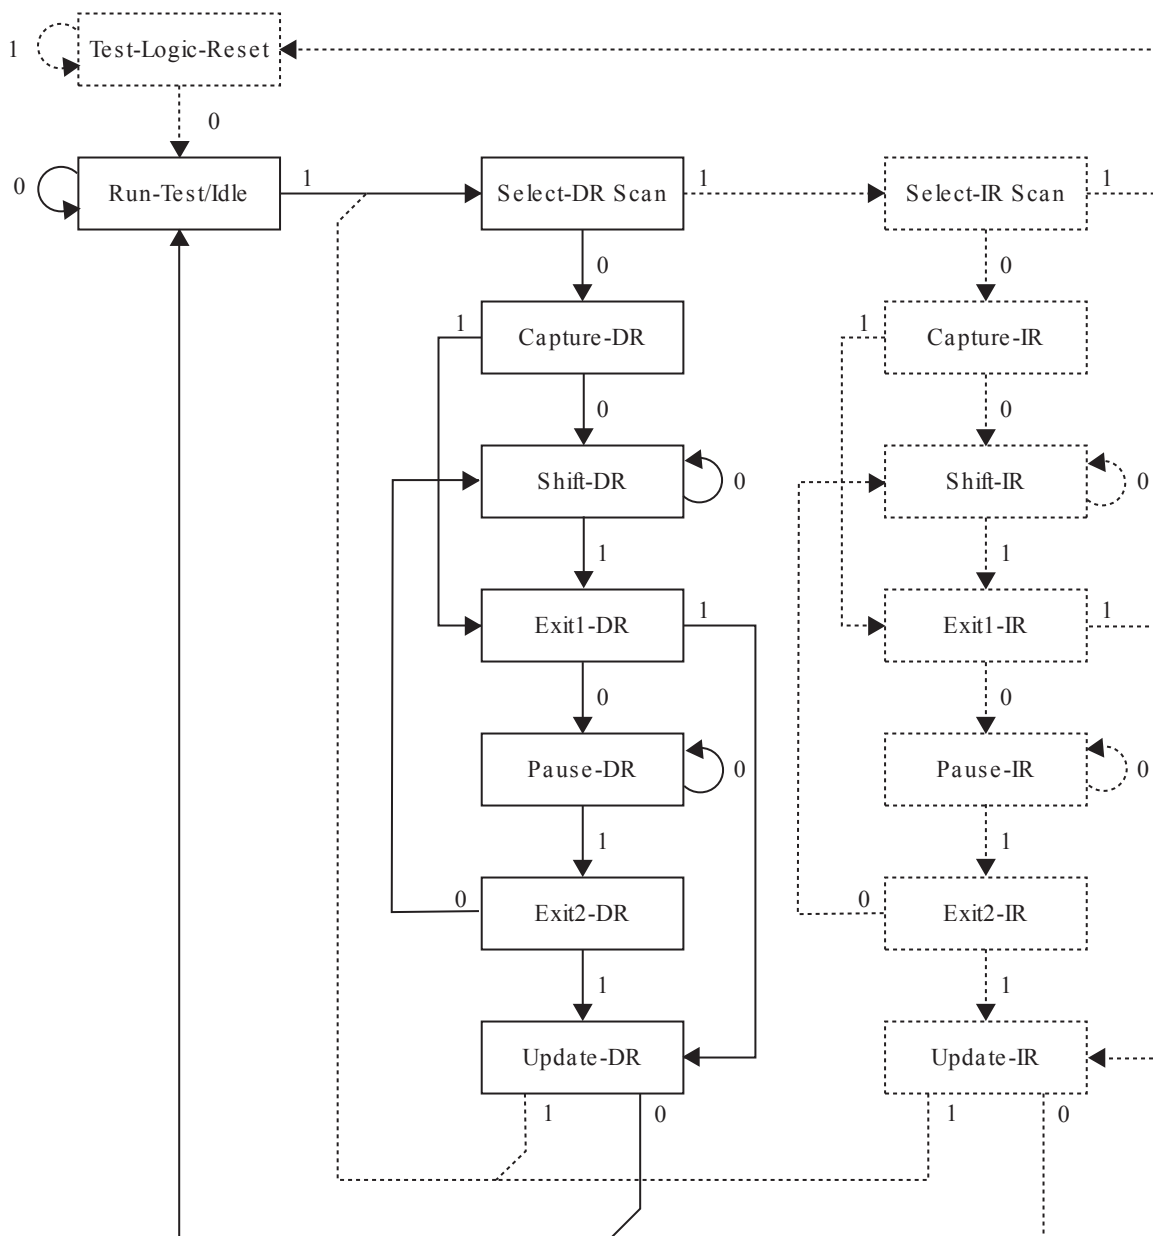 1
Test-Logic-Reset
0
0
Run-Test/Idle
1
Select-DR Scan
1
Select-IR Scan
1
0
0
1
Capture-DR
1
Capture-IR
0
0
Shift-DR
0
Shift-IR
0
1
1
Exit1-DR
1
Exit1-IR
1
0
0
Pause-DR
0
Pause-IR
0
1
1
0
Exit2-DR
0
Exit2-IR
1
1
Update-DR
Update-IR
1
0
1
0